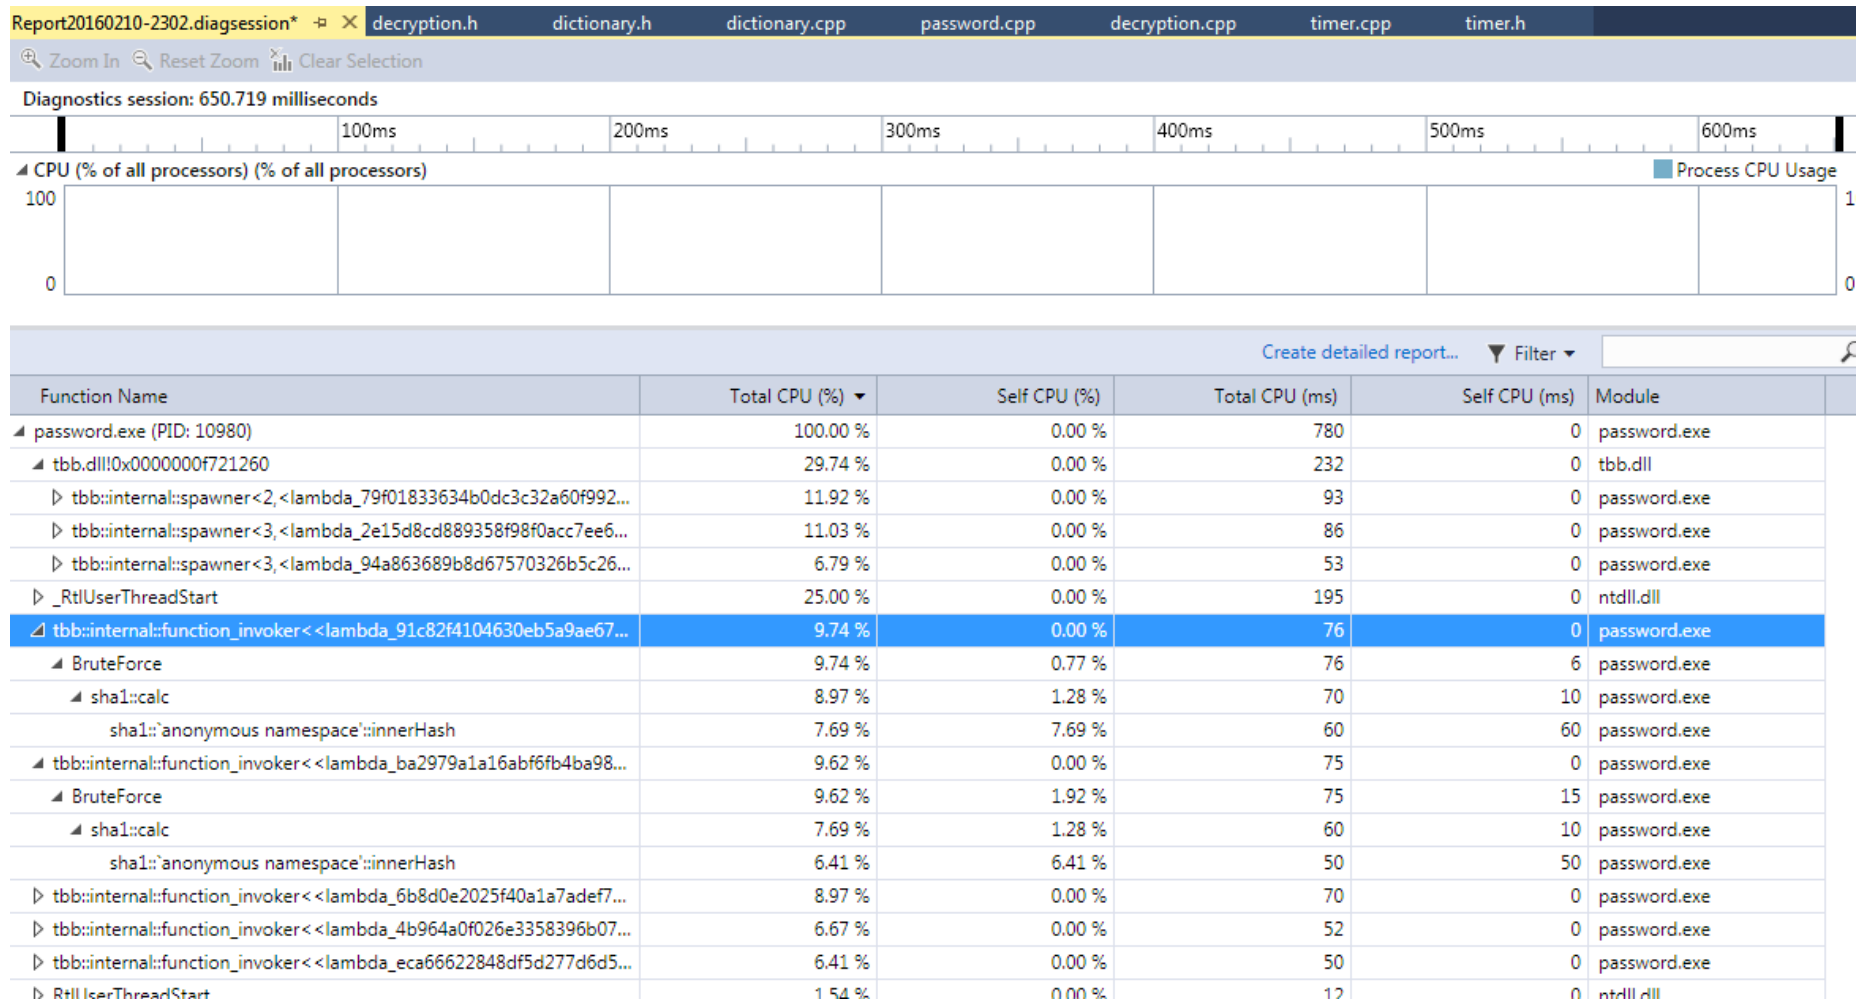 Report20160210-2302.diagsession* decryption.h dictionary.h dictionary.cpp password.cpp decryption.cpp timer.cpp timer.h
Zoom In Reset Zoom Clear Selection
Diagnostics session: 650.719 milliseconds
100ms 200ms 300ms 400ms 500ms 600ms
CPU (% of all processors) (% of all processors) Process CPU Usage
100 1
0 0
Create detailed report... Filter
Function Name Total CPU (%) Self CPU (%) Total CPU (ms) Self CPU (ms) Module
password.exe (PID: 10980) 100.00 % 0.00 % 780 0 password.exe
tbb.dll!0x0000000f721260 29.74 % 0.00 % 232 0 tbb.dll
tbb::internal::spawner<2,<lambda_79f01833634b0dc3c32a60f992... 11.92 % 0.00 % 93 0 password.exe
tbb::internal::spawner<3,<lambda_2e15d8cd889358f98f0acc7ee6... 11.03 % 0.00 % 86 0 password.exe
tbb::internal::spawner<3,<lambda_94a863689b8d67570326b5c26... 6.79 % 0.00 % 53 0 password.exe
_RtlUserThreadStart 25.00 % 0.00 % 195 0 ntdll.dll
tbb::internal::function_invoker<<lambda_91c82f4104630eb5a9ae67... 9.74 % 0.00 % 76 0 password.exe
BruteForce 9.74 % 0.77 % 76 6 password.exe
sha1::calc 8.97 % 1.28 % 70 10 password.exe
sha1::`anonymous namespace'::innerHash 7.69 % 7.69 % 60 60 password.exe
tbb::internal::function_invoker<<lambda_ba2979a1a16abf6fb4ba98... 9.62 % 0.00 % 75 0 password.exe
BruteForce 9.62 % 1.92 % 75 15 password.exe
sha1::calc 7.69 % 1.28 % 60 10 password.exe
sha1::`anonymous namespace'::innerHash 6.41 % 6.41 % 50 50 password.exe
tbb::internal::function_invoker<<lambda_6b8d0e2025f40a1a7adef7... 8.97 % 0.00 % 70 0 password.exe
tbb::internal::function_invoker<<lambda_4b964a0f026e3358396b07... 6.67 % 0.00 % 52 0 password.exe
tbb::internal::function_invoker<<lambda_eca66622848df5d277d6d5... 6.41 % 0.00 % 50 0 password.exe
RtlUserThreadStart 1.54 % 0.00 % 12 0 ntdll.dll